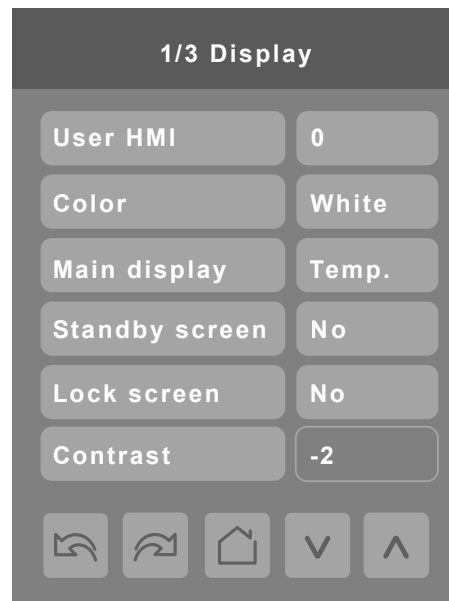 1/3 Display
User HMI 0
Color White
Main display Temp.
Standby screen No
Lock screen No
Contrast -2